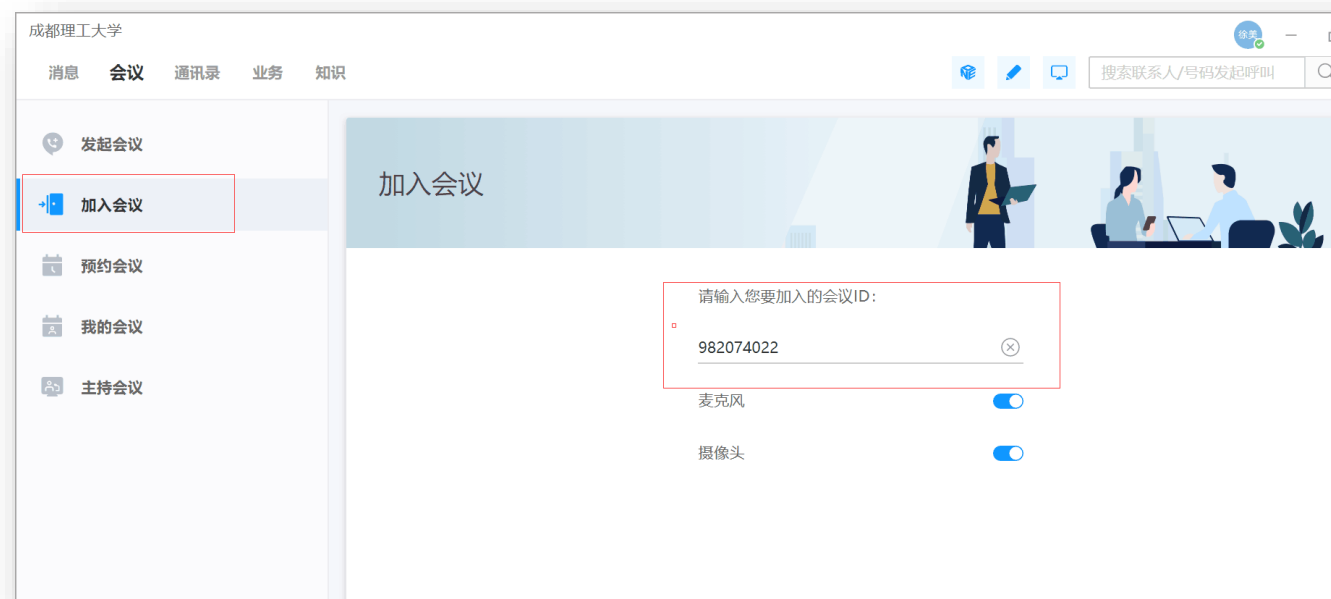 成都理工大学
徐美
消息 会议 通讯录 业务 知识
搜索联系人/号码发起呼叫
发起会议
加入会议
预约会议
我的会议
主持会议
加入会议
请输入您要加入的会议ID：
982074022
麦克风
摄像头